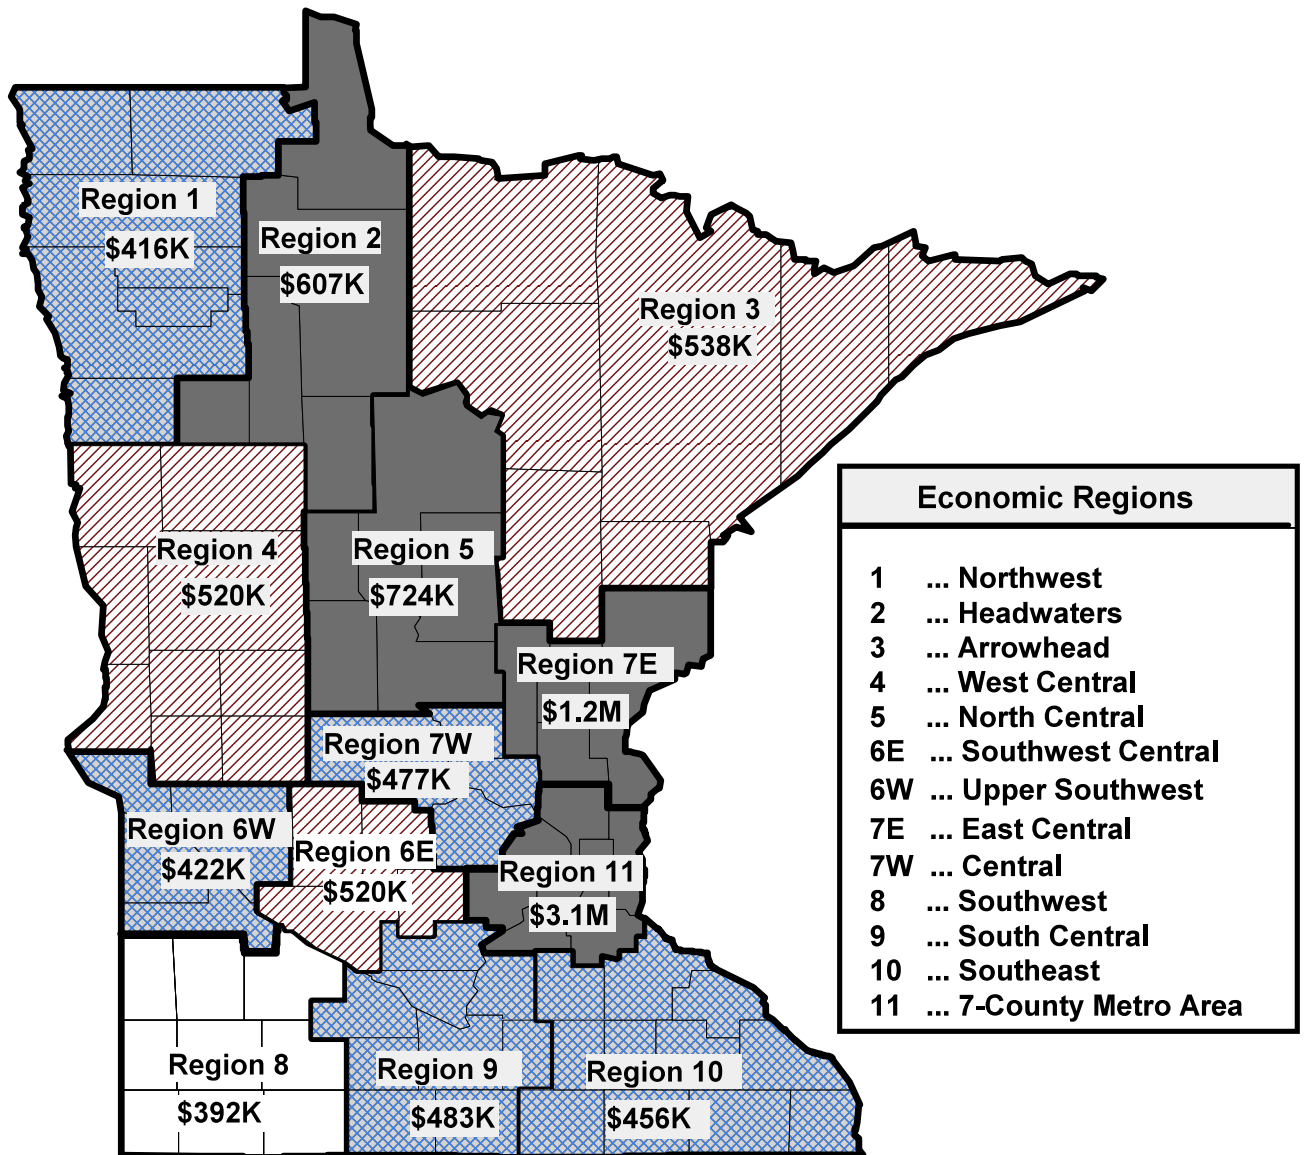 Region 1
$416K
Region 2
$607K
Region 3
$538K
Region 4
$520K
Region 5
$724K
Region 7E
$1.2M
Region 7W
$477K
Region 6W
$422K
Region 6E
$520K
Region 11
$3.1M
Region 8
$392K
Region 9
$483K
Region 10
$456K
Economic Regions
1 ... Northwest
2 ... Headwaters
3 ... Arrowhead
4 ... West Central
5 ... North Central
6E ... Southwest Central
6W ... Upper Southwest
7E ... East Central
7W ... Central
8 ... Southwest
9 ... South Central
10 ... Southeast
11 ... 7-County Metro Area